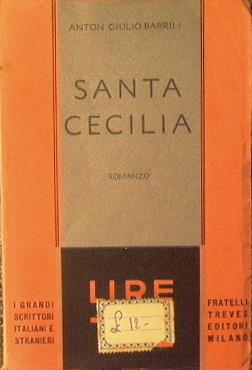 ANTON GIULIO BARRILI
SANTA
CECILIA
ROMANZO
I GRANDI
SCRITTORI
ITALIANI E
STRANIERI
LIRE
£ 12.-
FRATELLI
TREVES
EDITORI
MILANO